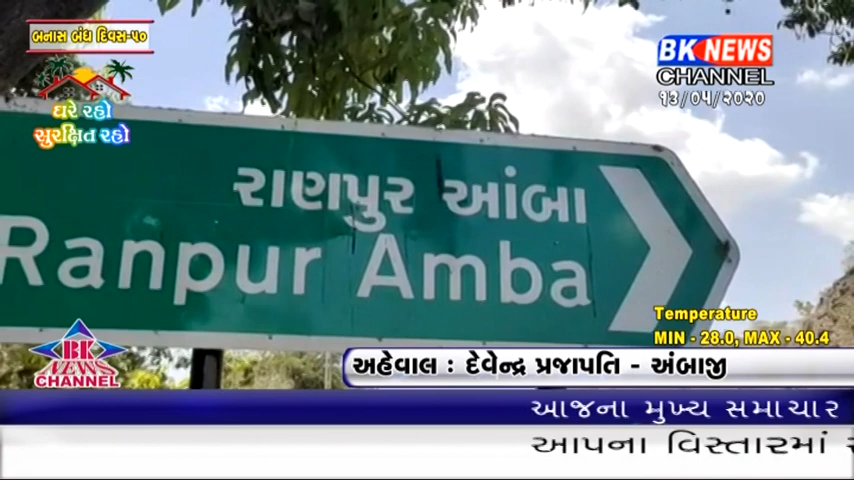 બનાસ બંધ દિવસ-૫૦
ઘરે રહો
સુરક્ષિત રહો
BK NEWS
CHANNEL
૧૩/૦૫/૨૦૨૦
રાણપુર આંબા
Ranpur Amba
Temperature
MIN - 28.0, MAX - 40.4
BK
NEWS
CHANNEL
અહેવાલ : દેવેન્દ્ર પ્રજાપતિ - અંબાજી
આજના મુખ્ય સમાચાર
આપના વિસ્તારમાં